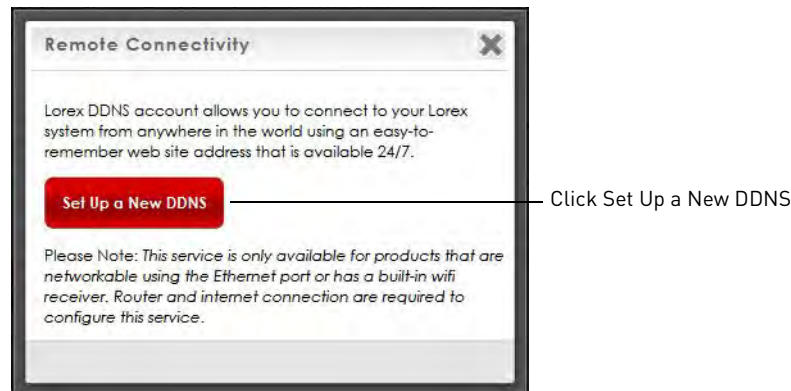 Remote Connectivity
Lorex DDNS account allows you to connect to your Lorex
system from anywhere in the world using an easy-to-
remember web site address that is available 24/7.
Set Up a New DDNS
Click Set Up a New DDNS
Please Note: This service is only available for products that are
networkable using the Ethernet port or has a built-in wifi
receiver. Router and internet connection are required to
configure this service.